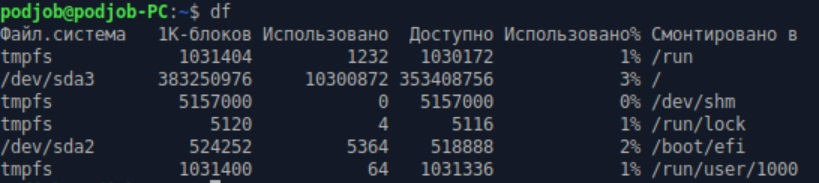 podjob@podjob-PC:~$ df
Файл.система 1K-блоков Использовано Доступно Использовано% Смонтировано в
tmpfs 1031404 1232 1030172 1% /run
/dev/sda3 383250976 10300872 353408756 3% /
tmpfs 5157000 0 5157000 0% /dev/shm
tmpfs 5120 4 5116 1% /run/lock
/dev/sda2 524252 5364 518888 2% /boot/efi
tmpfs 1031400 64 1031336 1% /run/user/1000